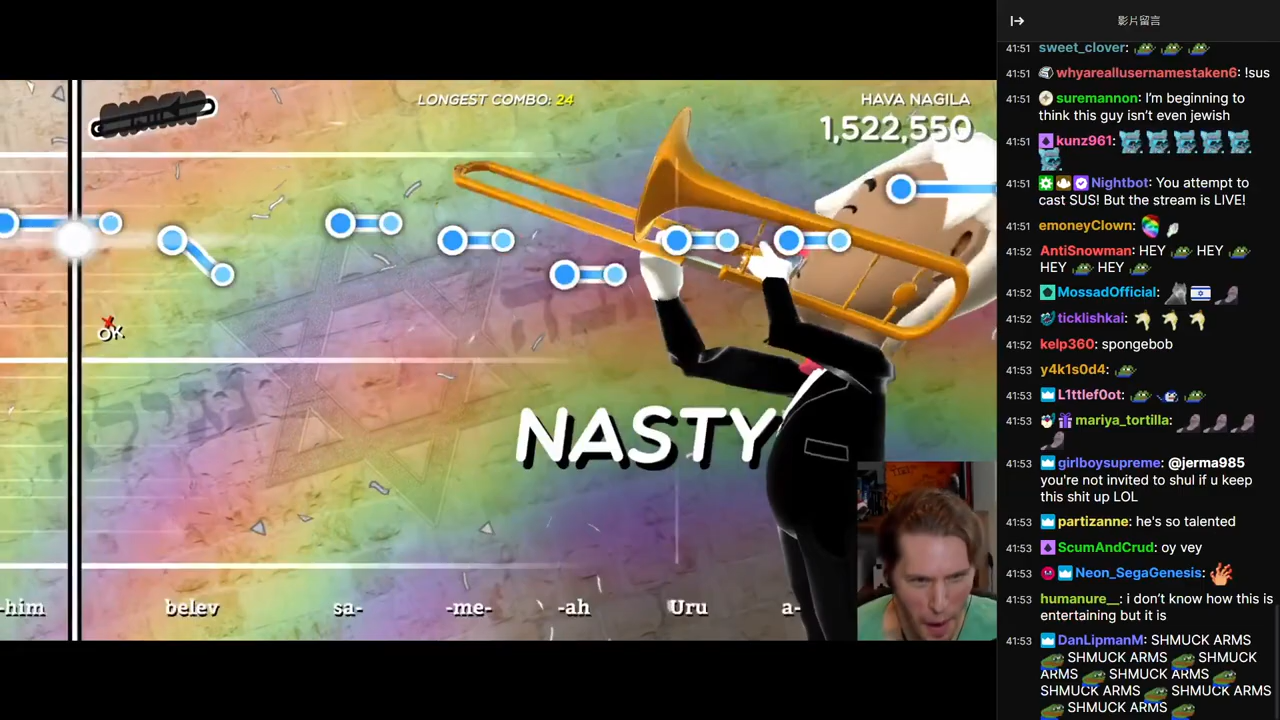 LONGEST COMBO: 24
HAVA NAGILA
1,522,550
OK
NASTY
-him belev sa- -me- -ah Uru a-
影片留言
sweet_clover:
41:51 whyareallusernamestaken6: !sus
41:51 suremannon: I'm beginning to
think this guy isn't even jewish
41:51 kunz961:
41:51 Nightbot: You attempt to
cast SUS! But the stream is LIVE!
41:51 emoneyClown:
41:52 AntiSnowman: HEY HEY
HEY HEY
41:52 MossadOfficial:
41:52 ticklishkai:
41:52 kelp360: spongebob
41:53 y4k1s0d4:
41:53 L1ttlef0ot:
41:53 mariya_tortilla:
41:53 girlboysupreme: @jerma985
you're not invited to shul if u keep
this shit up LOL
41:53 partizanne: he's so talented
41:53 ScumAndCrud: oy vey
41:53 Neon_SegaGenesis:
41:53 humanure__: i don't know how this is
entertaining but it is
41:53 DanLipmanM: SHMUCK ARMS
SHMUCK ARMS SHMUCK
ARMS SHMUCK ARMS
SHMUCK ARMS SHMUCK ARMS
SHMUCK ARMS